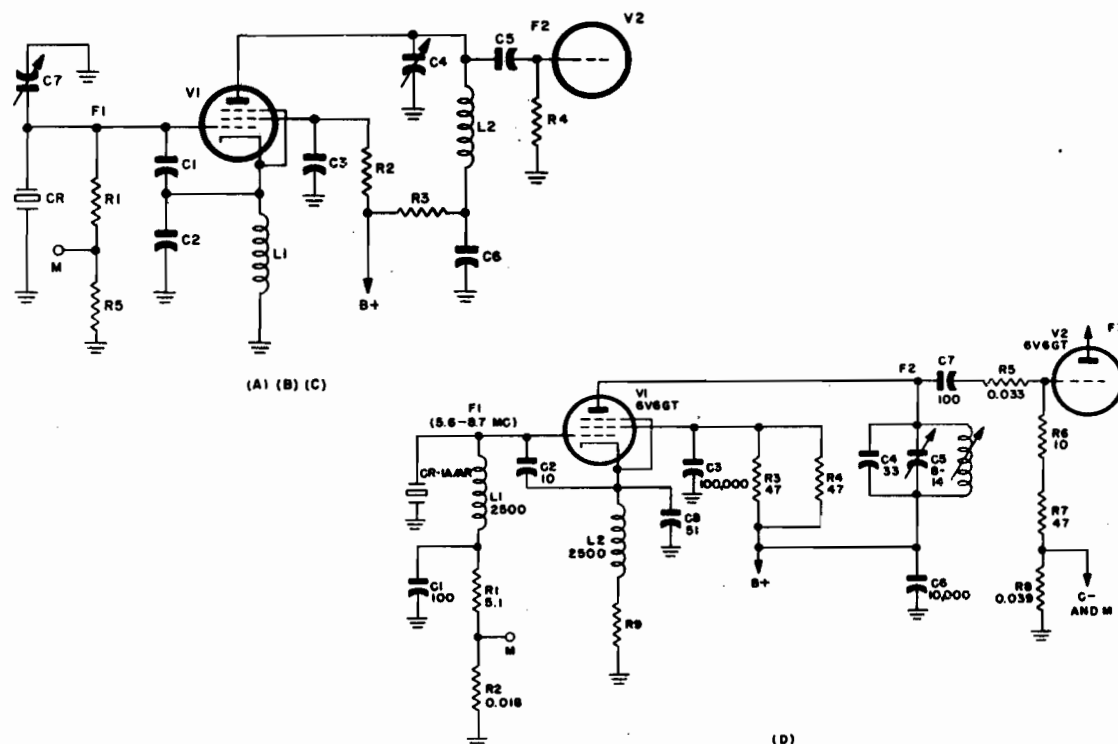 V2
F2
C5
C4
C7
V1
F1
L2
R4
C1
C3
R2
CR
R1
R3
C2
M
L1
C6
R5
B+
(A) (B) (C)
V2
6V6GT
C7
100
R5
0.033
F2
V1
6V6GT
F1
(5.6-8.7 MC)
C2
10
C3
100,000
R3
47
R4
47
C4
33
C5
8-
14
R6
10
L1
2500
C8
51
L2
2500
R7
47
B+
C1
100
R1
5.1
C6
10,000
R8
0.039
C-
AND M
R9
M
R2
0.018
(D)